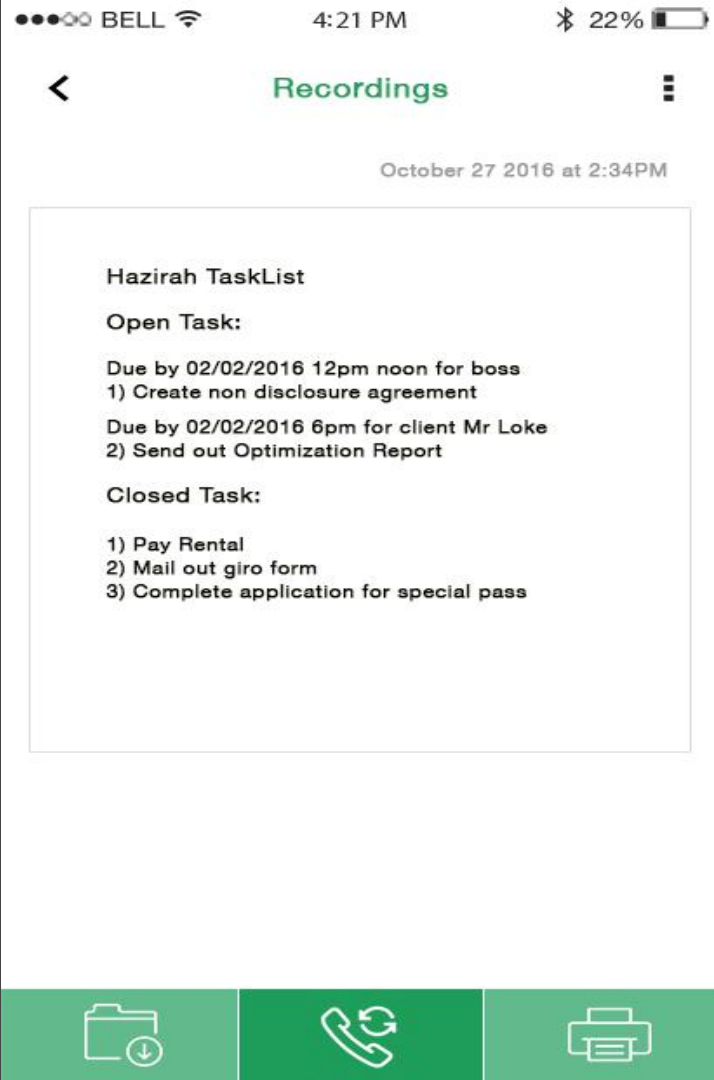 BELL 4:21 PM 22%
Recordings
October 27 2016 at 2:34PM
Hazirah TaskList
Open Task:
Due by 02/02/2016 12pm noon for boss
1) Create non disclosure agreement
Due by 02/02/2016 6pm for client Mr Loke
2) Send out Optimization Report
Closed Task:
1) Pay Rental
2) Mail out giro form
3) Complete application for special pass